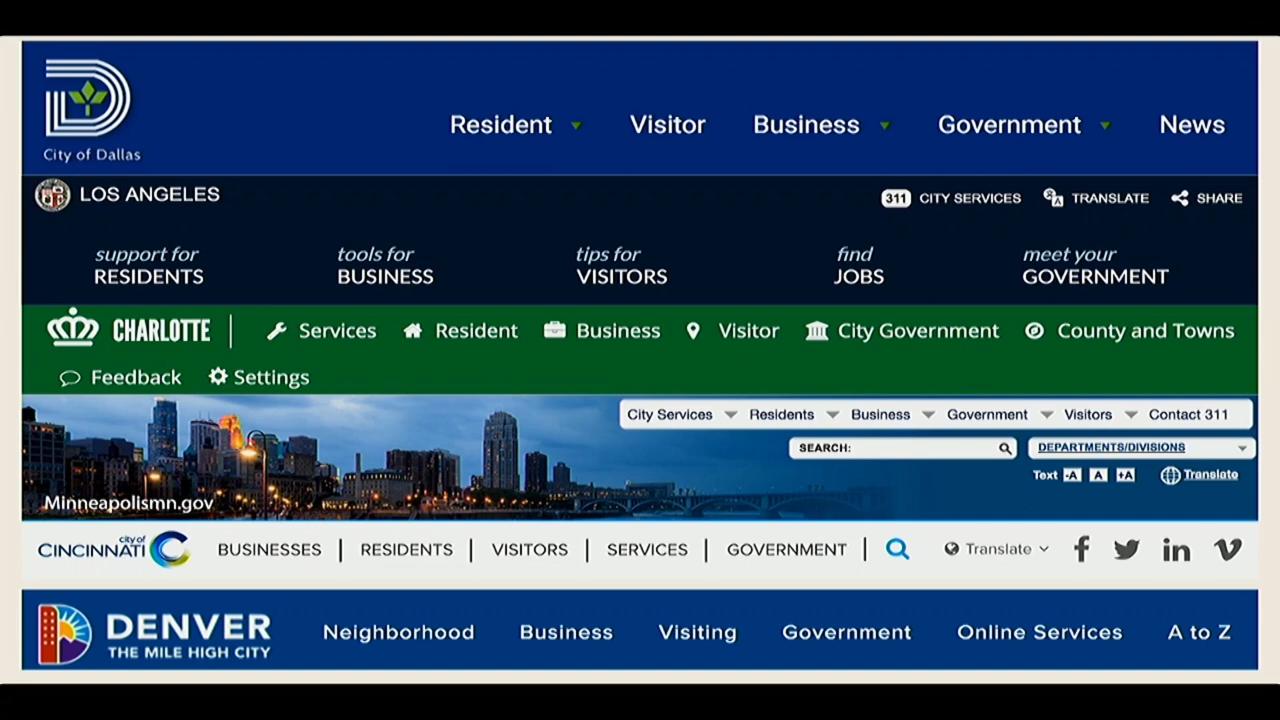 City of Dallas
Resident Visitor Business Government News
LOS ANGELES
311 CITY SERVICES TRANSLATE SHARE
support for RESIDENTS
tools for BUSINESS
tips for VISITORS
find JOBS
meet your GOVERNMENT
CHARLOTTE Services Resident Business Visitor City Government County and Towns
Feedback Settings
City Services Residents Business Government Visitors Contact 311
SEARCH: DEPARTMENTS/DIVISIONS
Text -A A +A Translate
Minneapolismn.gov
city of CINCINNATI BUSINESSES RESIDENTS VISITORS SERVICES GOVERNMENT Translate
DENVER
THE MILE HIGH CITY
Neighborhood Business Visiting Government Online Services A to Z